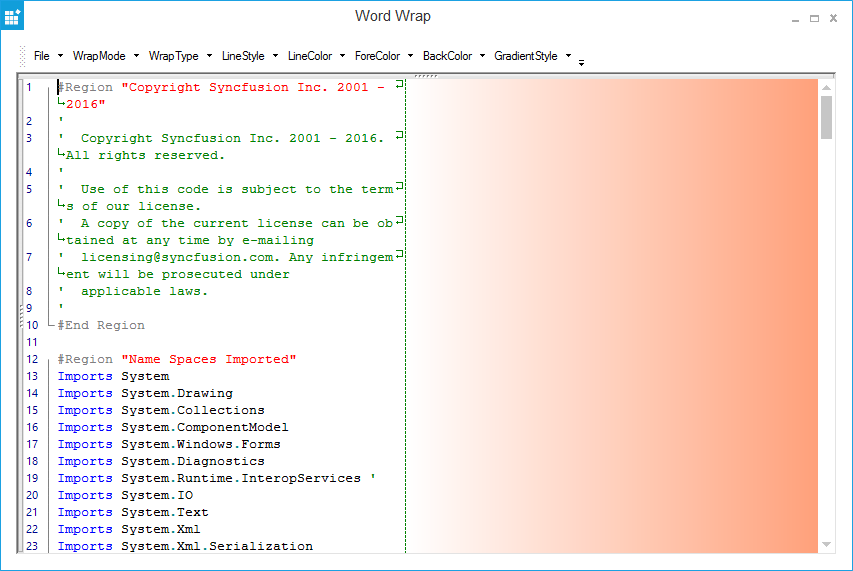 Word Wrap
File WrapMode WrapType LineStyle LineColor ForeColor BackColor GradientStyle
1 #Region "Copyright Syncfusion Inc. 2001 -
2016"
2 '
3 '  Copyright Syncfusion Inc. 2001 - 2016.
All rights reserved.
4 '
5 '  Use of this code is subject to the term
s of our license.
6 '  A copy of the current license can be ob
tained at any time by e-mailing
7 '  licensing@syncfusion.com. Any infringem
ent will be prosecuted under
8 '  applicable laws.
9 '
10 #End Region
11
12 #Region "Name Spaces Imported"
13 Imports System
14 Imports System.Drawing
15 Imports System.Collections
16 Imports System.ComponentModel
17 Imports System.Windows.Forms
18 Imports System.Diagnostics
19 Imports System.Runtime.InteropServices '
20 Imports System.IO
21 Imports System.Text
22 Imports System.Xml
23 Imports System.Xml.Serialization